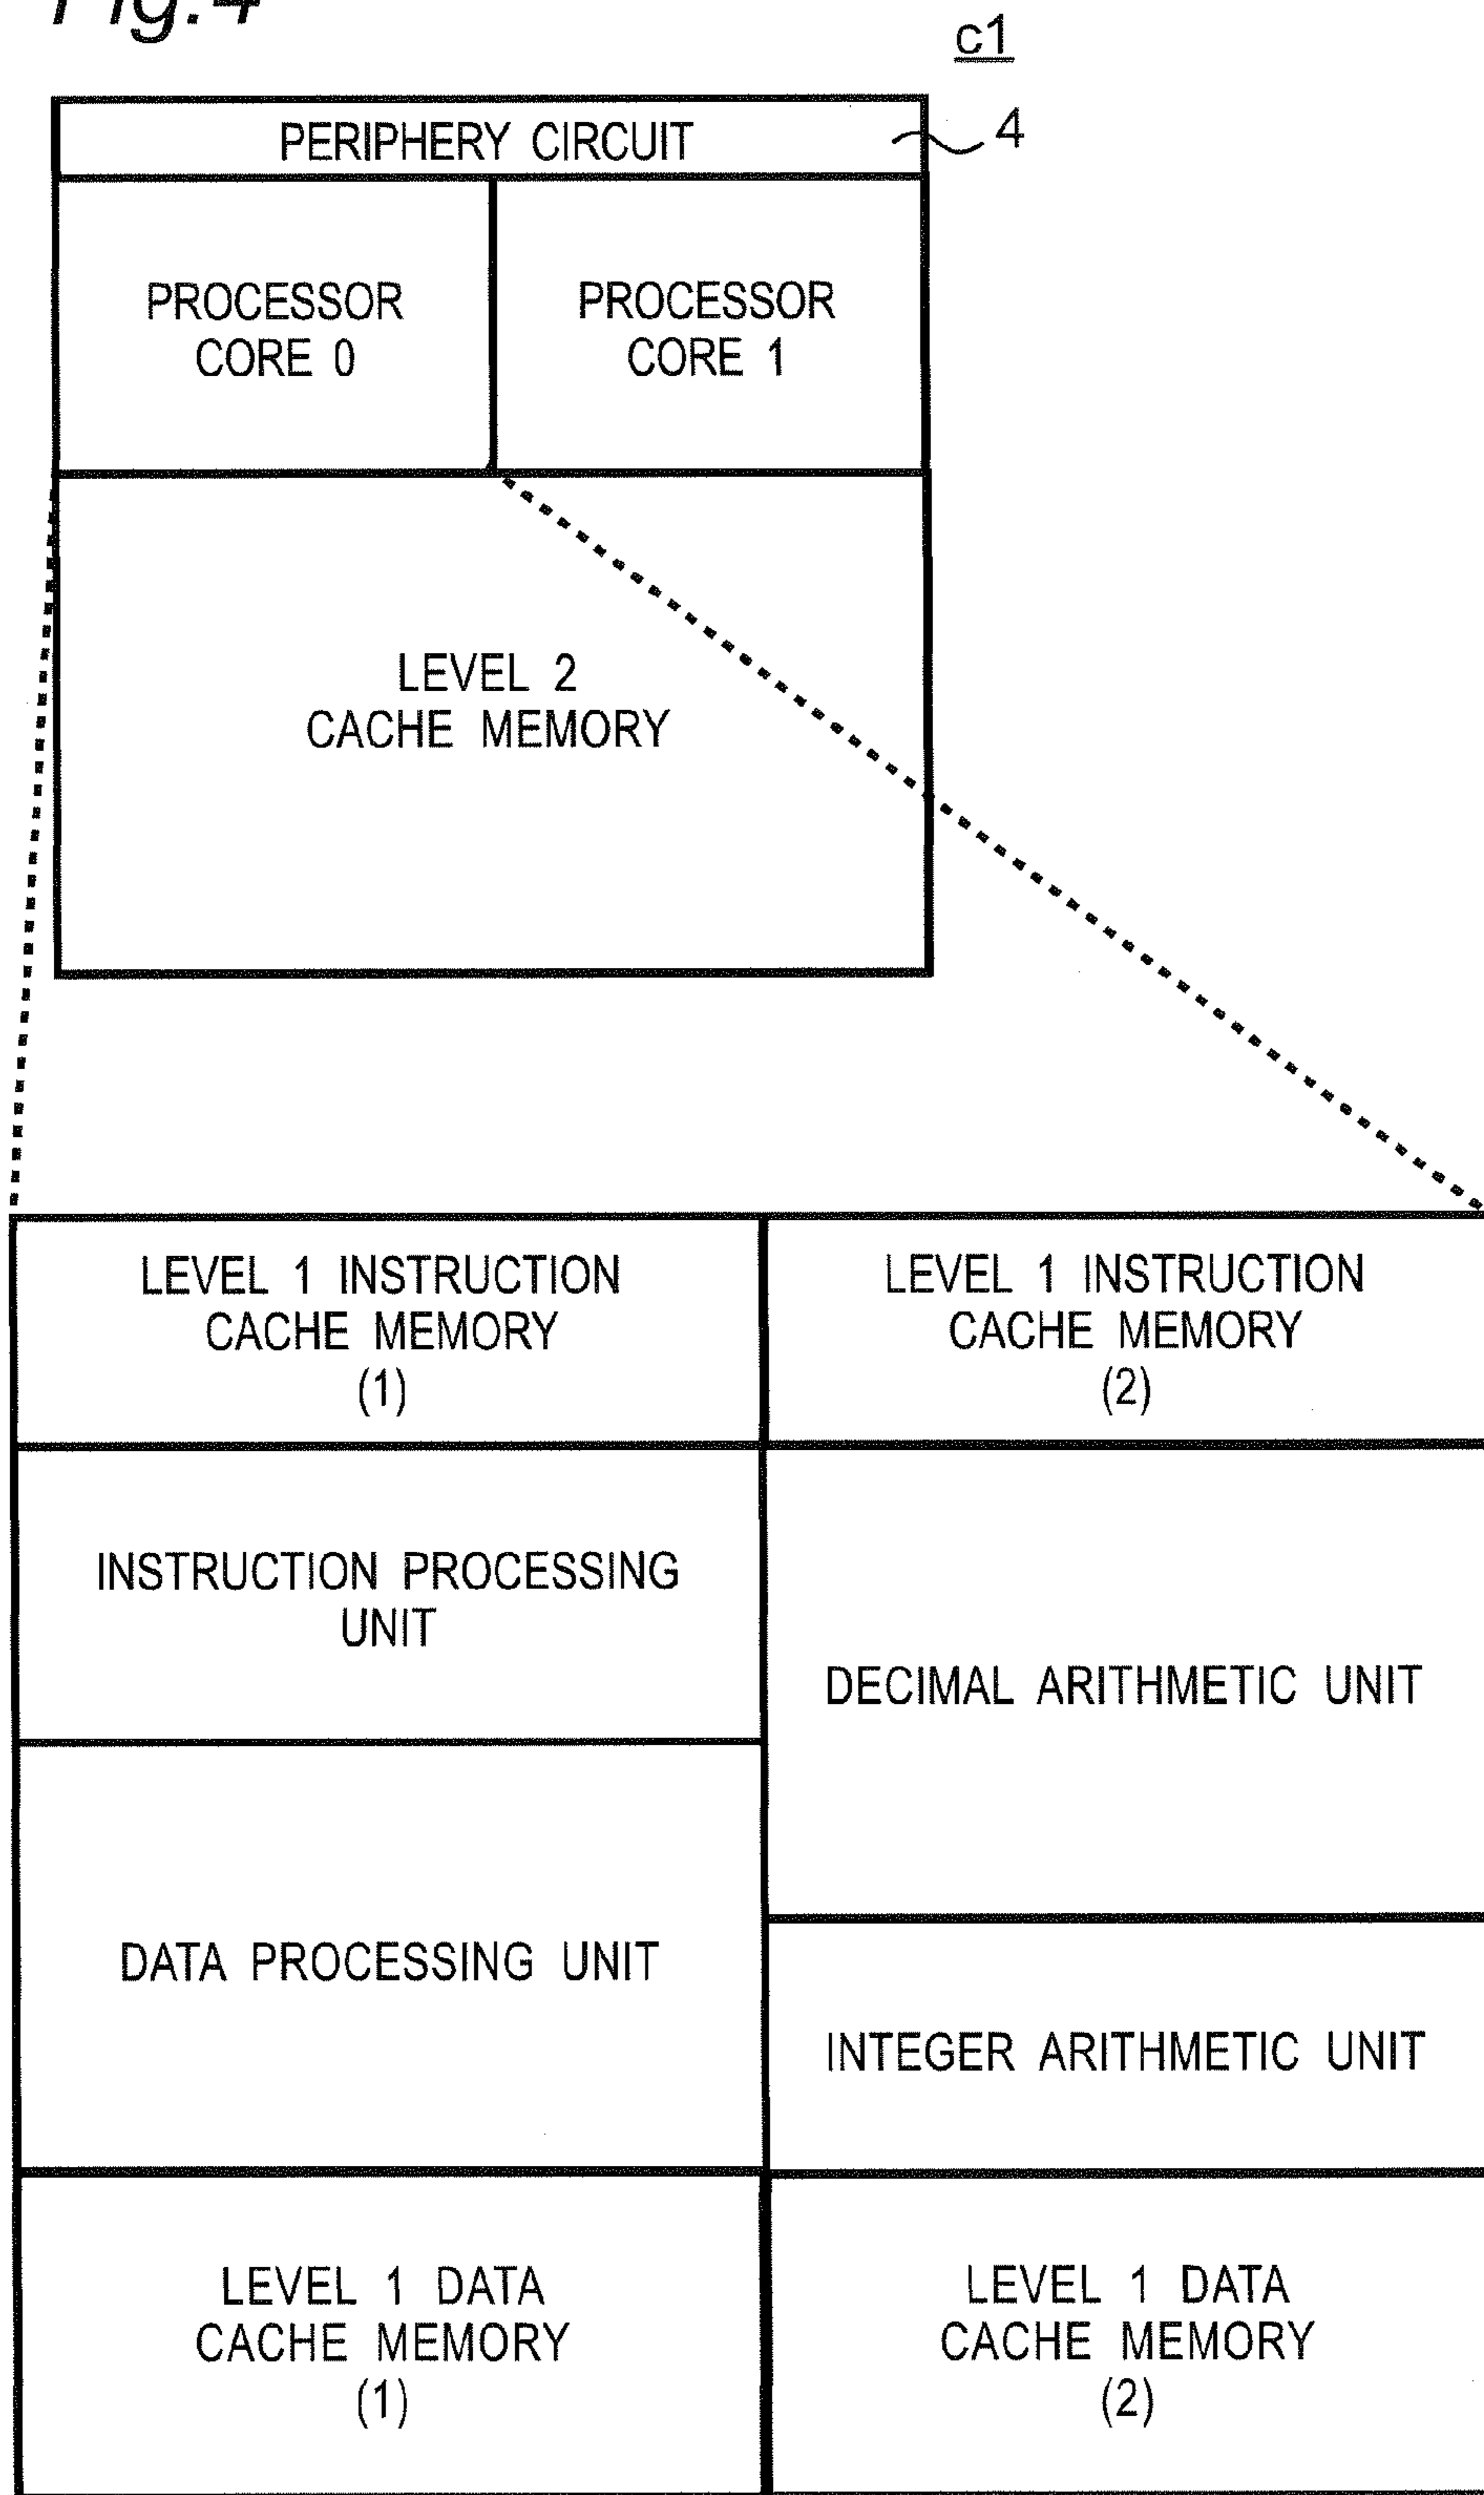 Fig.4
c1
PERIPHERY CIRCUIT
4
PROCESSOR
CORE 0
PROCESSOR
CORE 1
LEVEL 2
CACHE MEMORY
LEVEL 1 INSTRUCTION
CACHE MEMORY
(1)
LEVEL 1 INSTRUCTION
CACHE MEMORY
(2)
INSTRUCTION PROCESSING
UNIT
DECIMAL ARITHMETIC UNIT
DATA PROCESSING UNIT
INTEGER ARITHMETIC UNIT
LEVEL 1 DATA
CACHE MEMORY
(1)
LEVEL 1 DATA
CACHE MEMORY
(2)